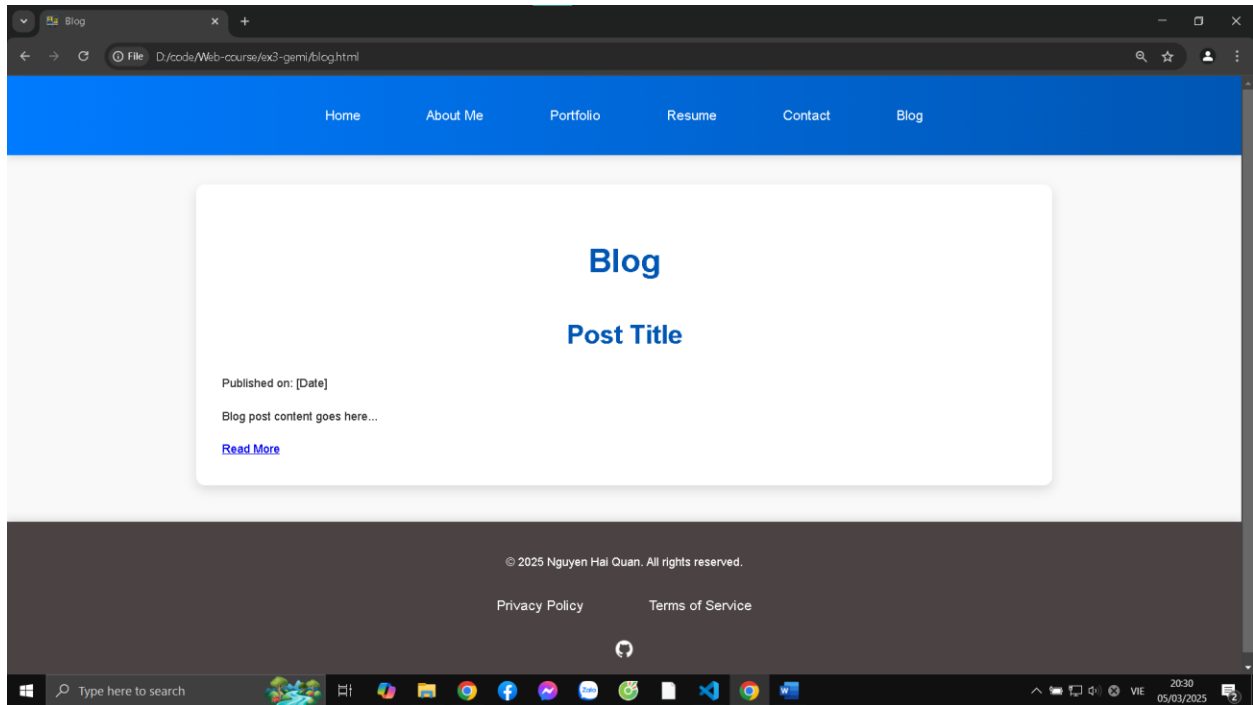 Blog
File D:/code/Web-course/ex3-gemi/blog.html
Home About Me Portfolio Resume Contact Blog
Blog
Post Title
Published on: [Date]
Blog post content goes here...
Read More
© 2025 Nguyen Hai Quan. All rights reserved.
Privacy Policy Terms of Service
Type here to search
Zalo
W
VIE
20:30
05/03/2025
2